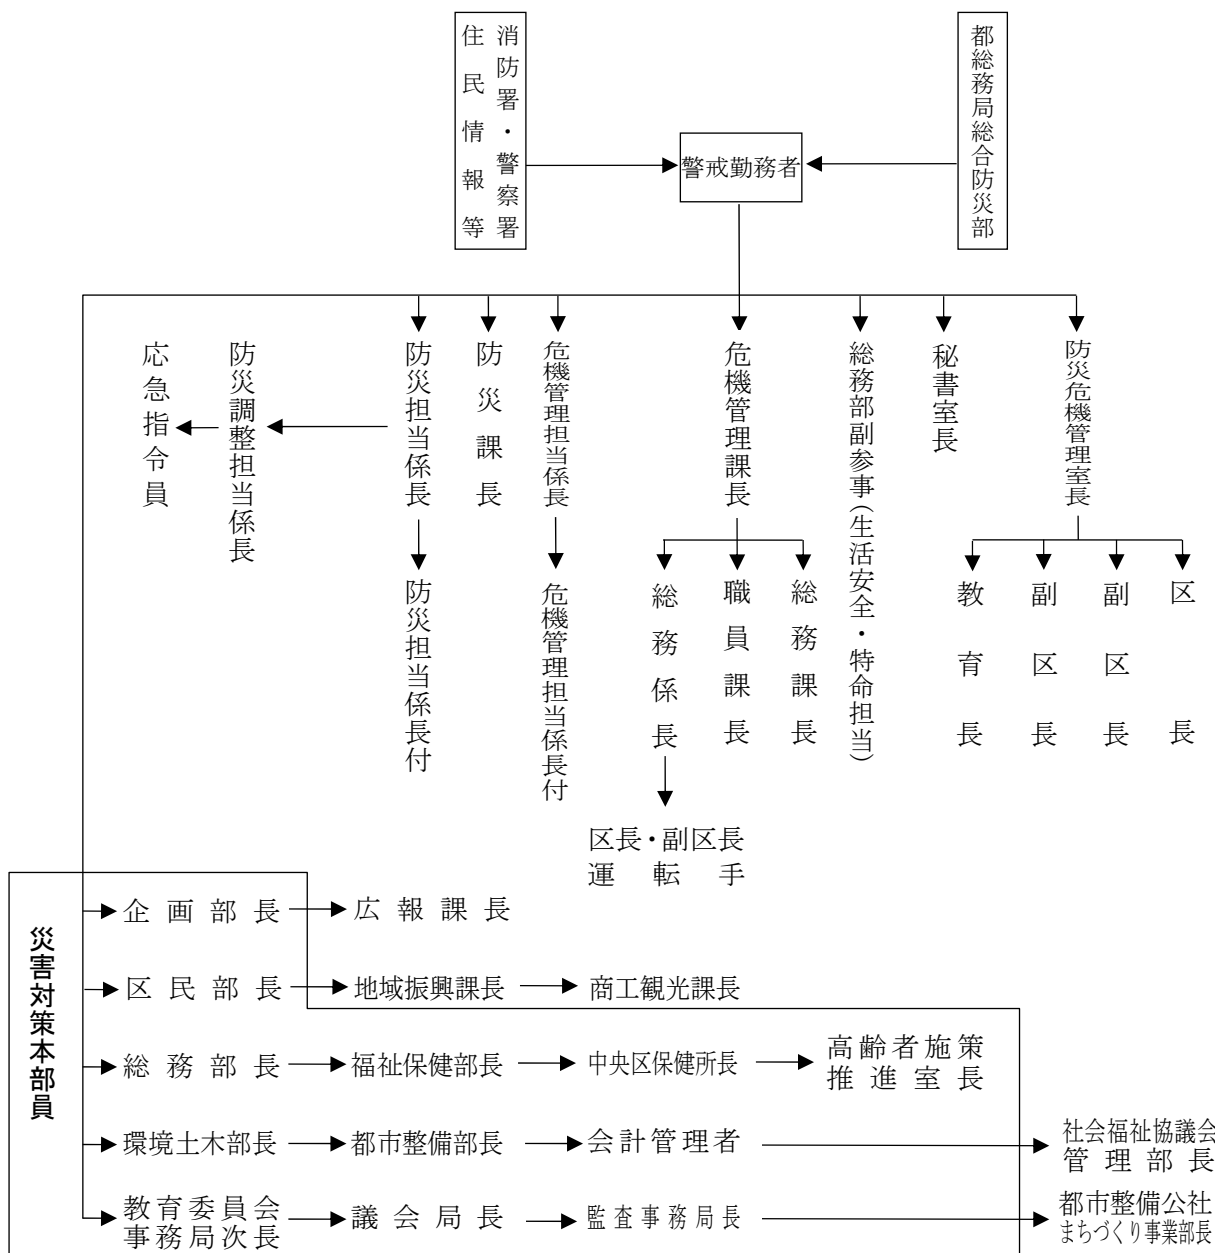 消防署・警察署
住民情報等
警戒勤務者
都総務局総合防災部
応急指令員
防災調整担当係長
防災担当係長
防災課長
危機管理担当係長
危機管理課長
総務部副参事(生活安全・特命担当)
秘書室長
防災危機管理室長
防災担当係長付
危機管理担当係長付
総務係長
職員課長
総務課長
教育長
副区長
副区長
区長
区長・副区長
運転手
災害対策本部員
企画部長
広報課長
区民部長
地域振興課長
商工観光課長
総務部長
福祉保健部長
中央区保健所長
高齢者施策
推進室長
環境土木部長
都市整備部長
会計管理者
社会福祉協議会
管理部長
教育委員会
事務局次長
議会局長
監査事務局長
都市整備公社
まちづくり事業部長